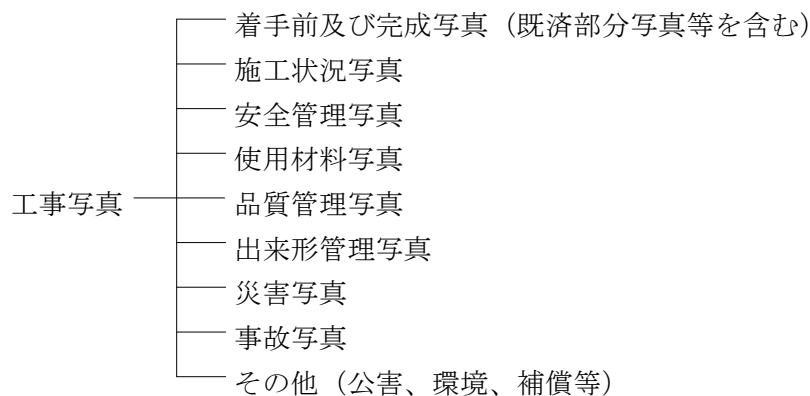 着手前及び完成写真（既済部分写真等を含む）
施工状況写真
安全管理写真
使用材料写真
工事写真
品質管理写真
出来形管理写真
災害写真
事故写真
その他（公害、環境、補償等）